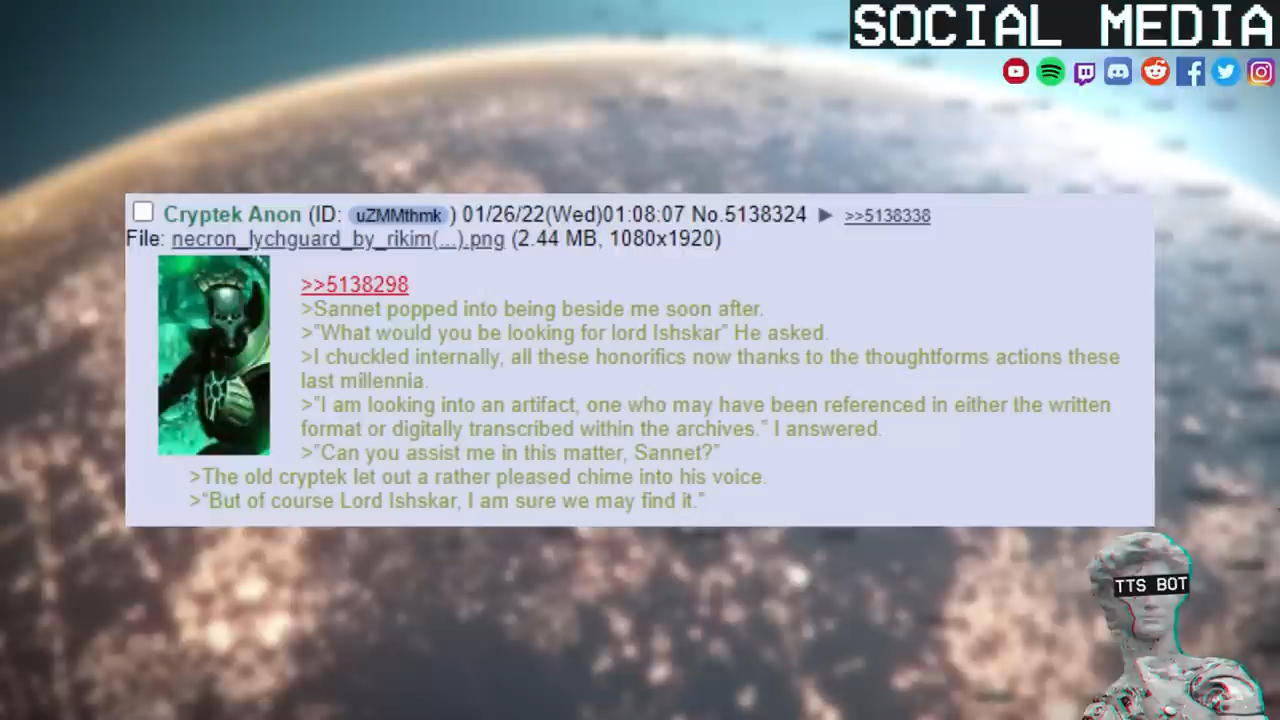 SOCIAL MEDIA
Cryptek Anon (ID: uZMMthmk ) 01/26/22(Wed)01:08:07 No.5138324 ▶ >>5138338
File: necron_lychguard_by_rikim(...).png (2.44 MB, 1080x1920)
>>5138298
>Sannet popped into being beside me soon after.
>"What would you be looking for lord Ishskar" He asked.
>I chuckled internally, all these honorifics now thanks to the thoughtforms actions these
last millennia.
>"I am looking into an artifact, one who may have been referenced in either the written
format or digitally transcribed within the archives." I answered.
>"Can you assist me in this matter, Sannet?"
>The old cryptek let out a rather pleased chime into his voice.
>"But of course Lord Ishskar, I am sure we may find it."
TTS BOT